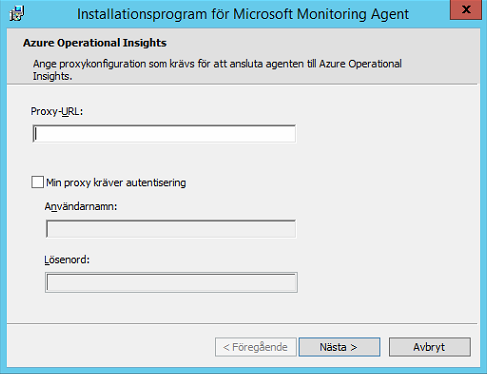 Installationsprogram för Microsoft Monitoring Agent
Azure Operational Insights
Ange proxykonfiguration som krävs för att ansluta agenten till Azure Operational
Insights.
Proxy-URL:
Min proxy kräver autentisering
Användarnamn:
Lösenord:
< Föregående
Nästa >
Avbryt